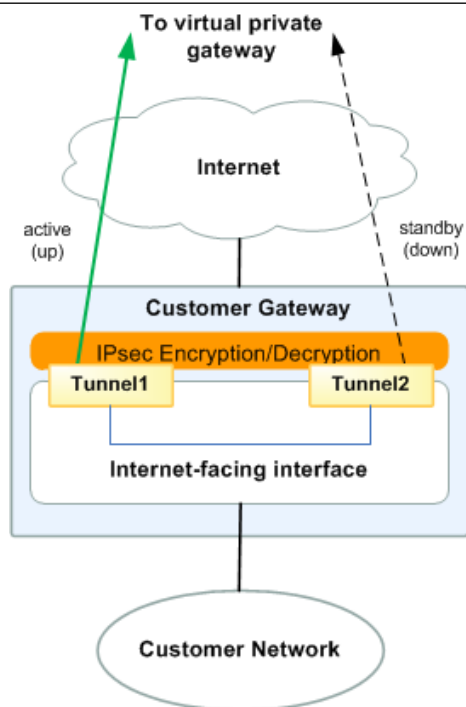 To virtual private
gateway
Internet
active
(up)
standby
(down)
Customer Gateway
IPsec Encryption/Decryption
Tunnel1
Tunnel2
Internet-facing interface
Customer Network